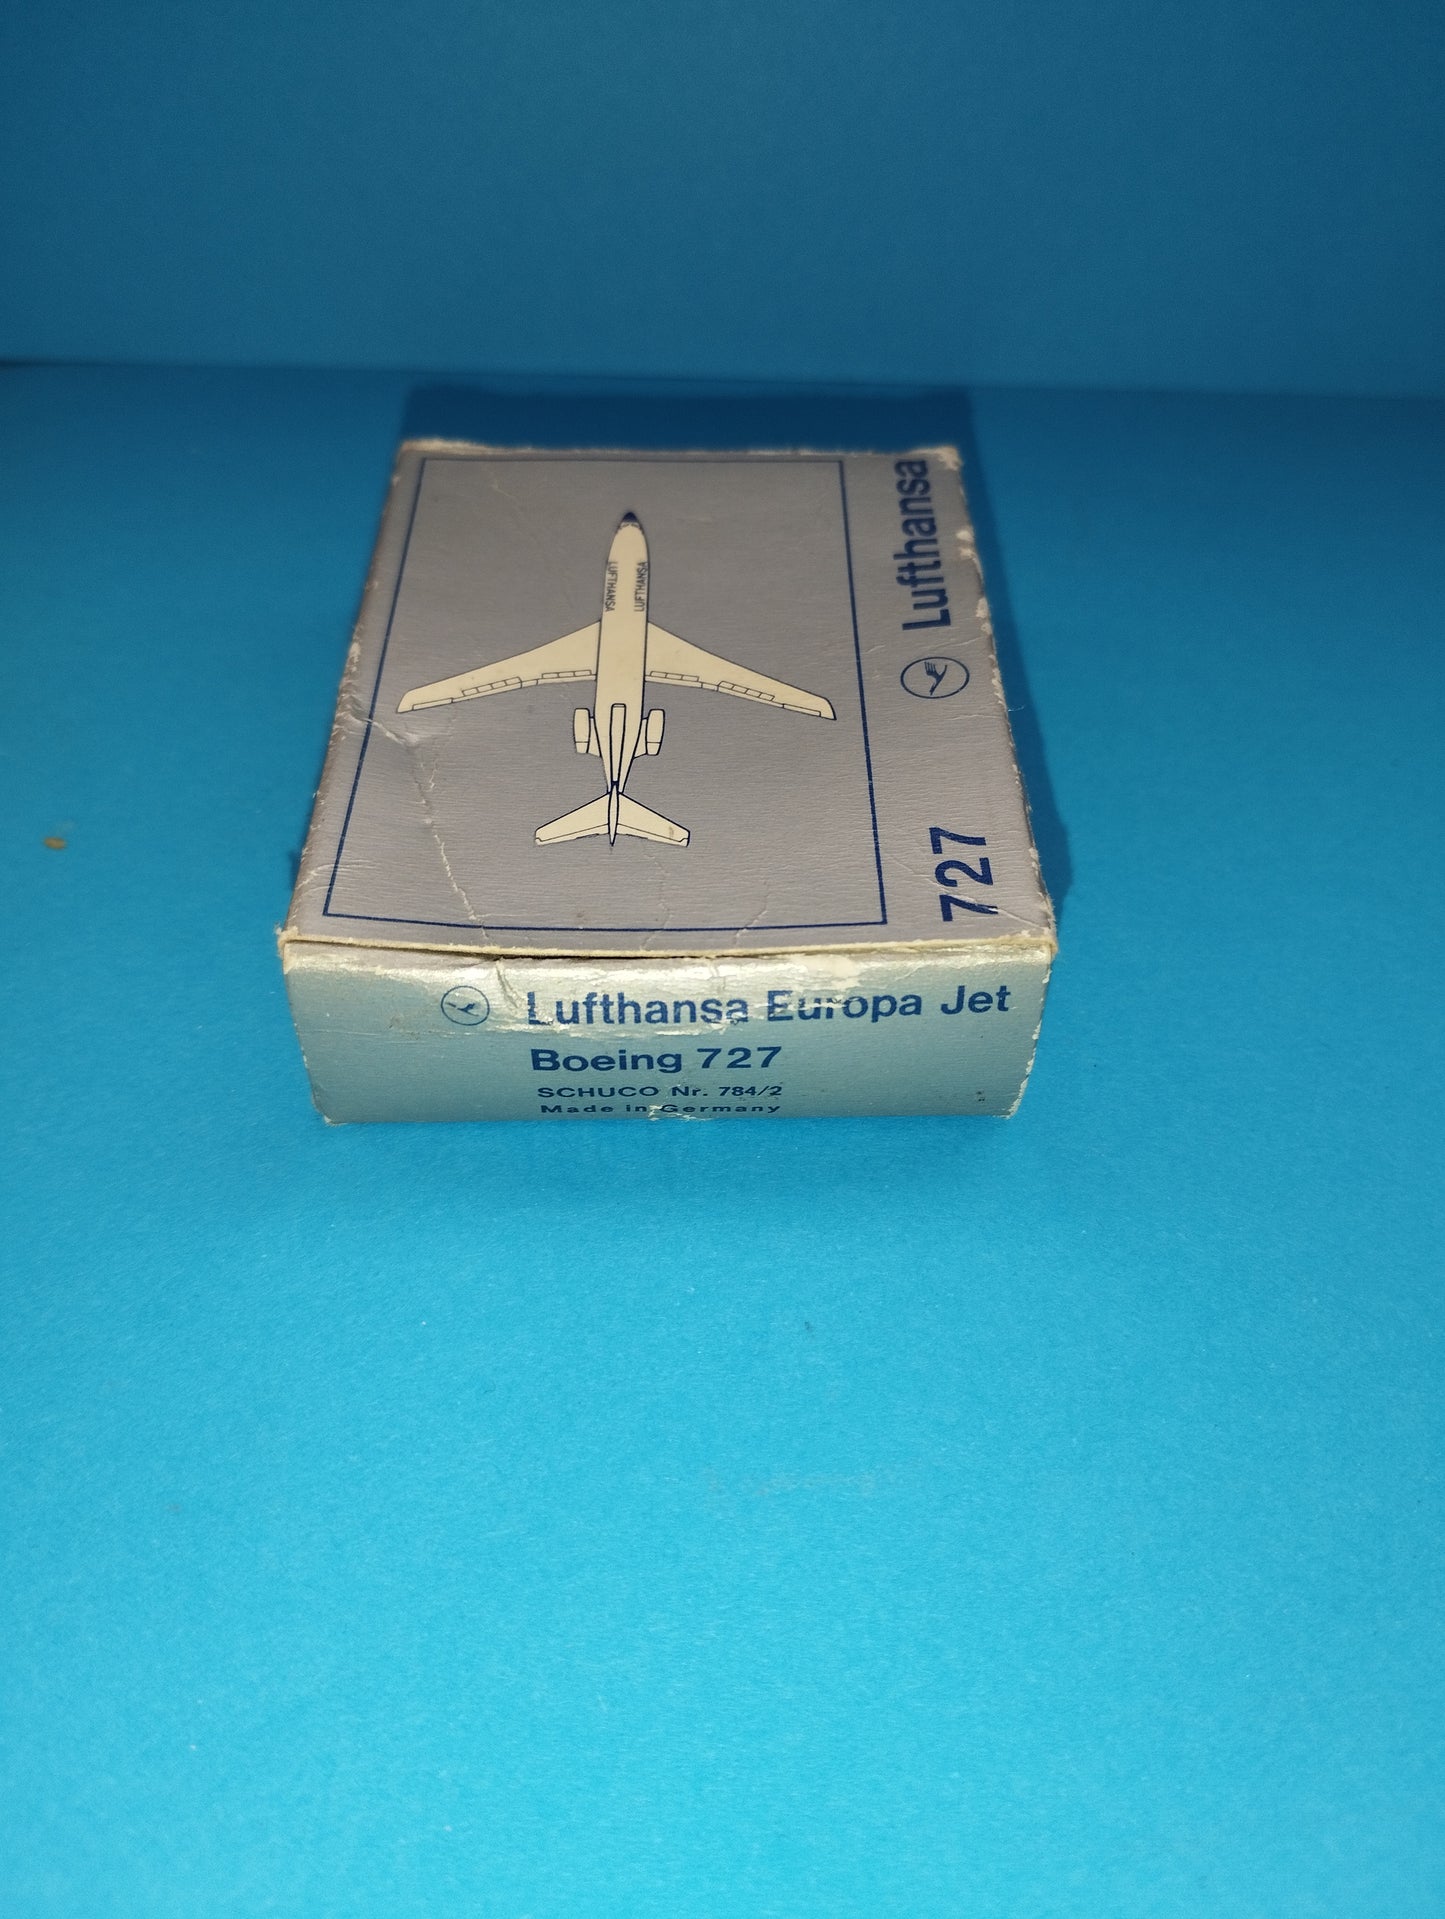 LUFTHANSA
LUFTHANSA
727 Lufthansa
Lufthansa Europa Jet
Boeing 727
SCHUCO Nr. 784/2
Made in Germany